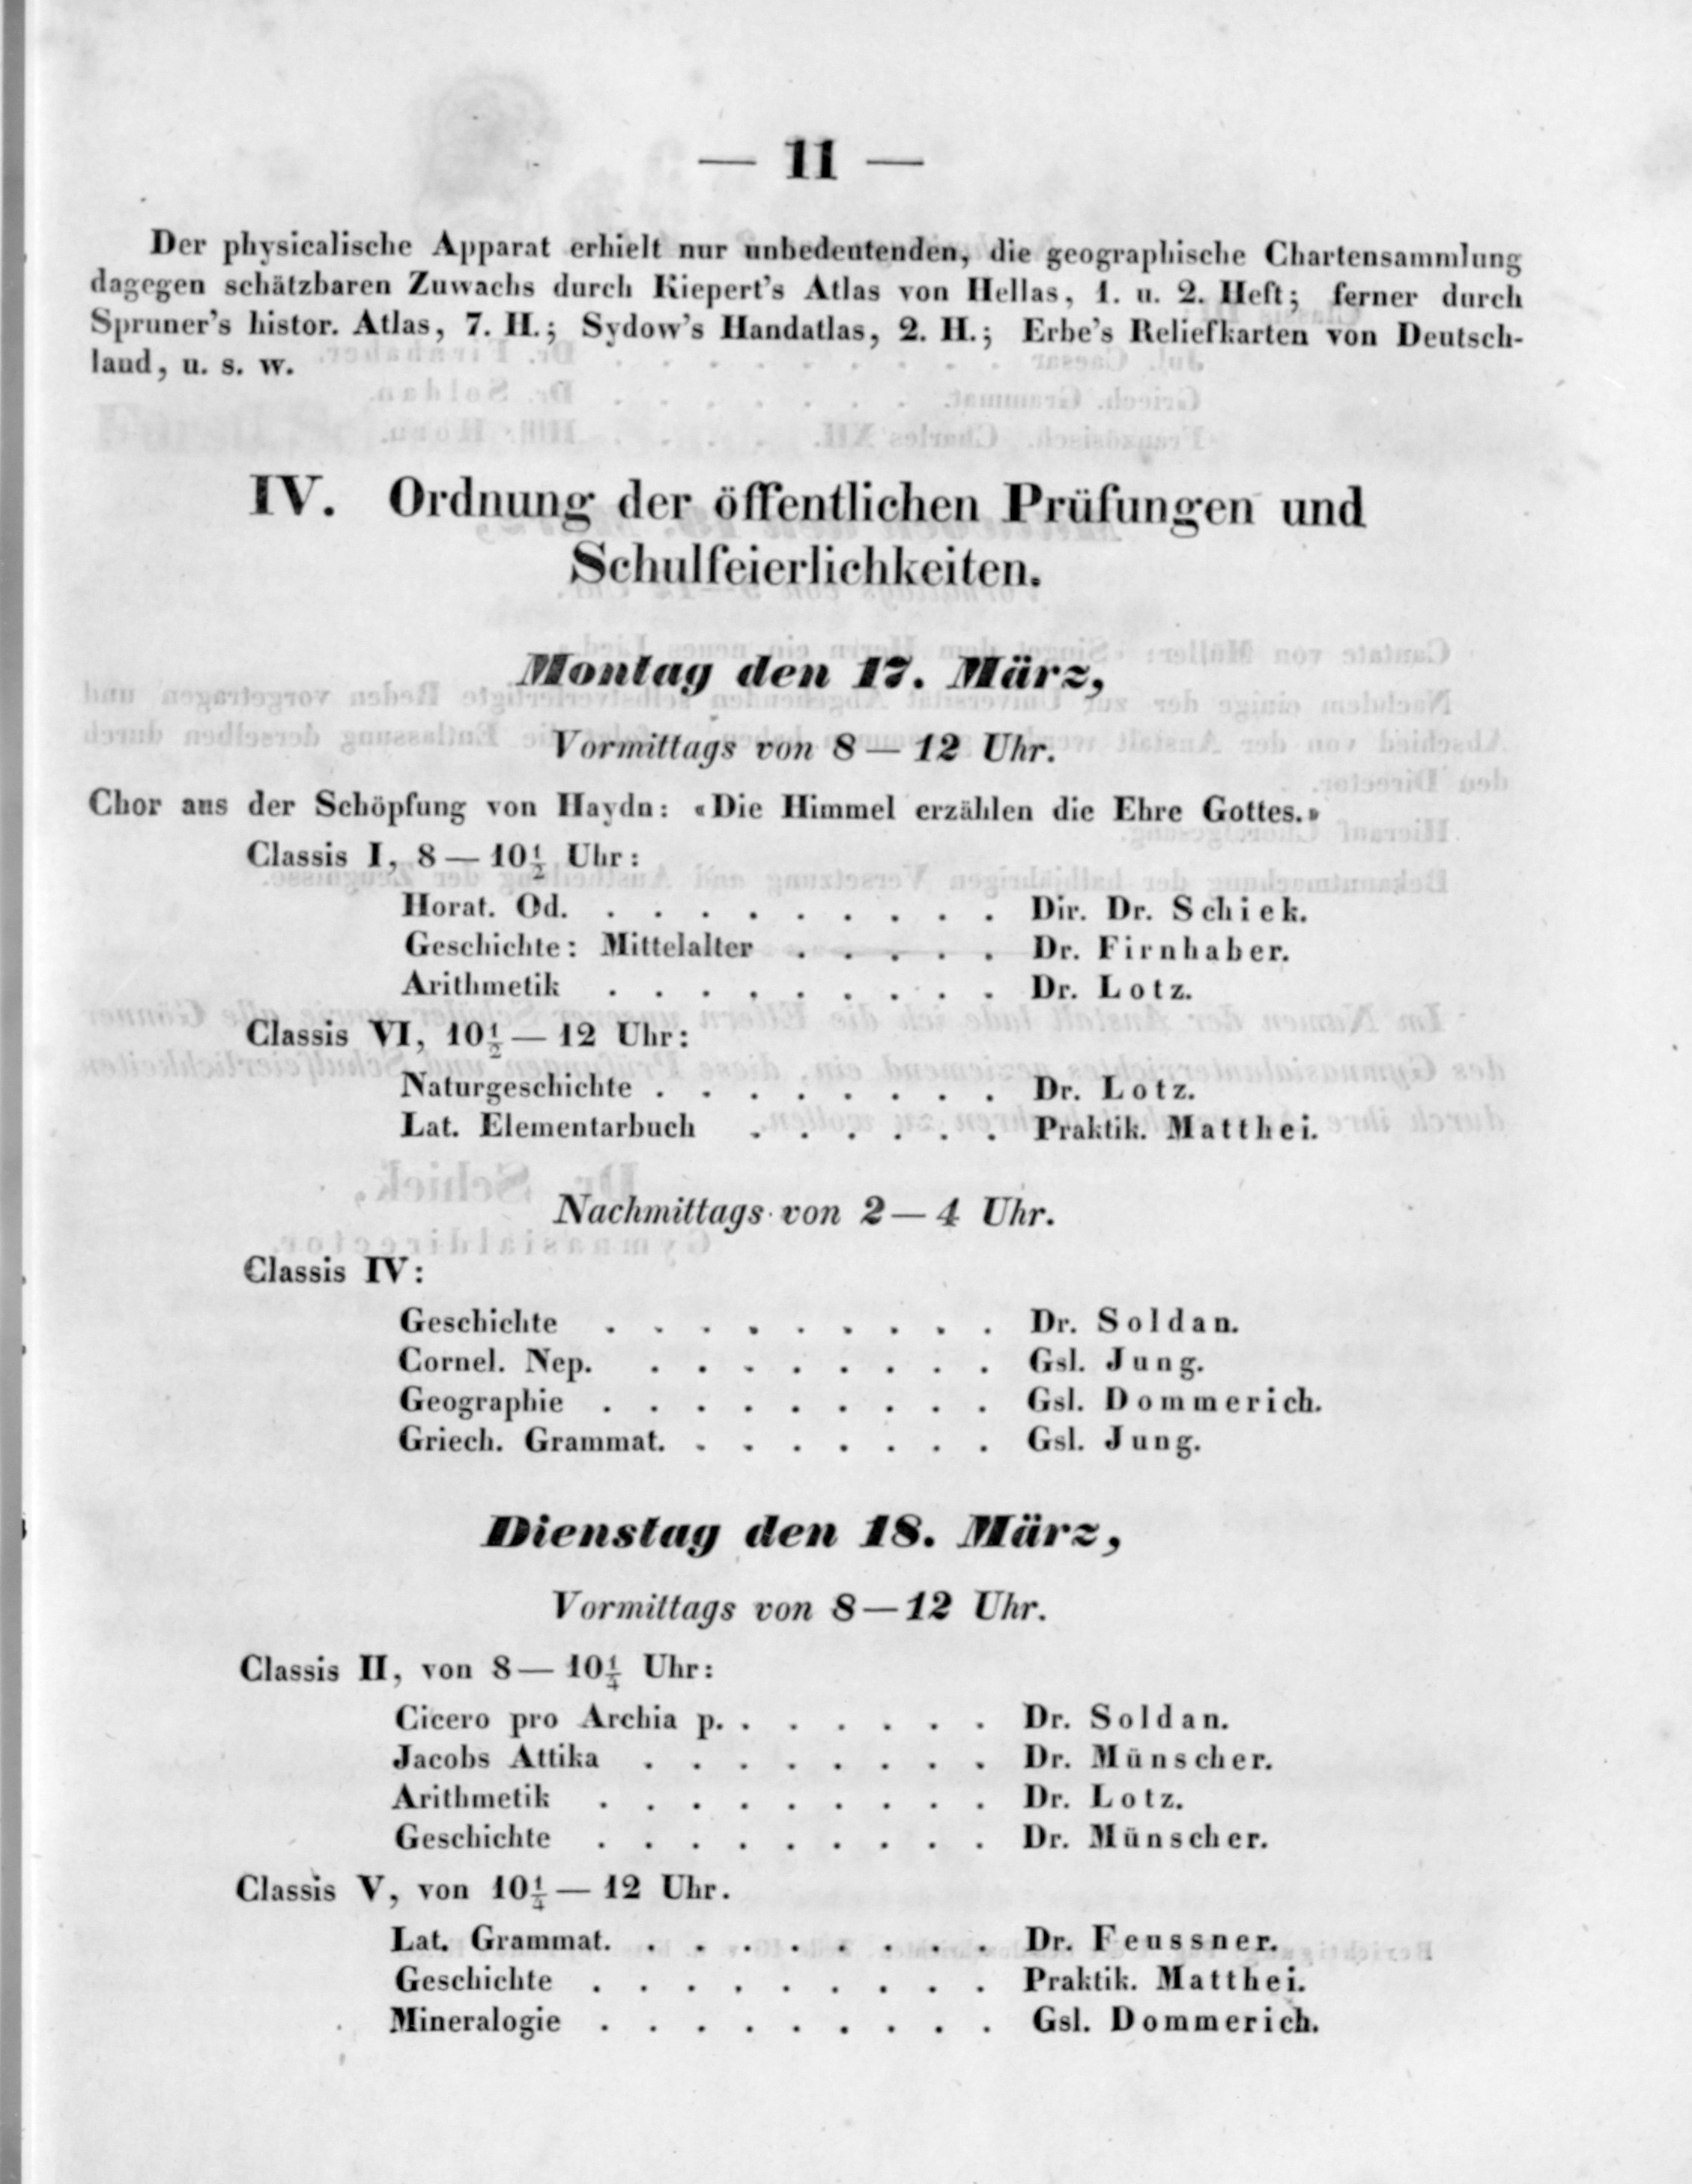 — 11 —
Der physicalische Apparat erhielt nur unbedeutenden, die geographische Chartensammlung
dagegen schätzbaren Zuwachs durch Kiepert's Atlas von Hellas, 1. u. 2. Heft; ferner durch
Spruner's histor. Atlas, 7. H.; Sydow's Handatlas, 2. H.; Erbe's Reliefkarten von Deutsch-
land, u. s. w.
IV. Ordnung der öffentlichen Prüfungen und
Schulfeierlichkeiten.
Montag den 17. März,
Vormittags von 8 — 12 Uhr.
Chor aus der Schöpfung von Haydn: «Die Himmel erzählen die Ehre Gottes.»
Classis I, 8 — 10½ Uhr:
Horat. Od. . . . . . . . . . Dir. Dr. Schiek.
Geschichte: Mittelalter . . . . . Dr. Firnhaber.
Arithmetik . . . . . . . . . Dr. Lotz.
Classis VI, 10½ — 12 Uhr:
Naturgeschichte . . . . . . . . Dr. Lotz.
Lat. Elementarbuch . . . . . . Praktik. Matthei.
Nachmittags von 2 — 4 Uhr.
Classis IV:
Geschichte . . . . . . . . . Dr. Soldan.
Cornel. Nep. . . . . . . . . Gsl. Jung.
Geographie . . . . . . . . . Gsl. Dommerich.
Griech. Grammat. . . . . . . . Gsl. Jung.
Dienstag den 18. März,
Vormittags von 8 — 12 Uhr.
Classis II, von 8 — 10¼ Uhr:
Cicero pro Archia p. . . . . . . Dr. Soldan.
Jacobs Attika . . . . . . . . Dr. Münscher.
Arithmetik . . . . . . . . . Dr. Lotz.
Geschichte . . . . . . . . . Dr. Münscher.
Classis V, von 10¼ — 12 Uhr.
Lat. Grammat. . . . . . . . . Dr. Feussner.
Geschichte . . . . . . . . . Praktik. Matthei.
Mineralogie . . . . . . . . . Gsl. Dommerich.